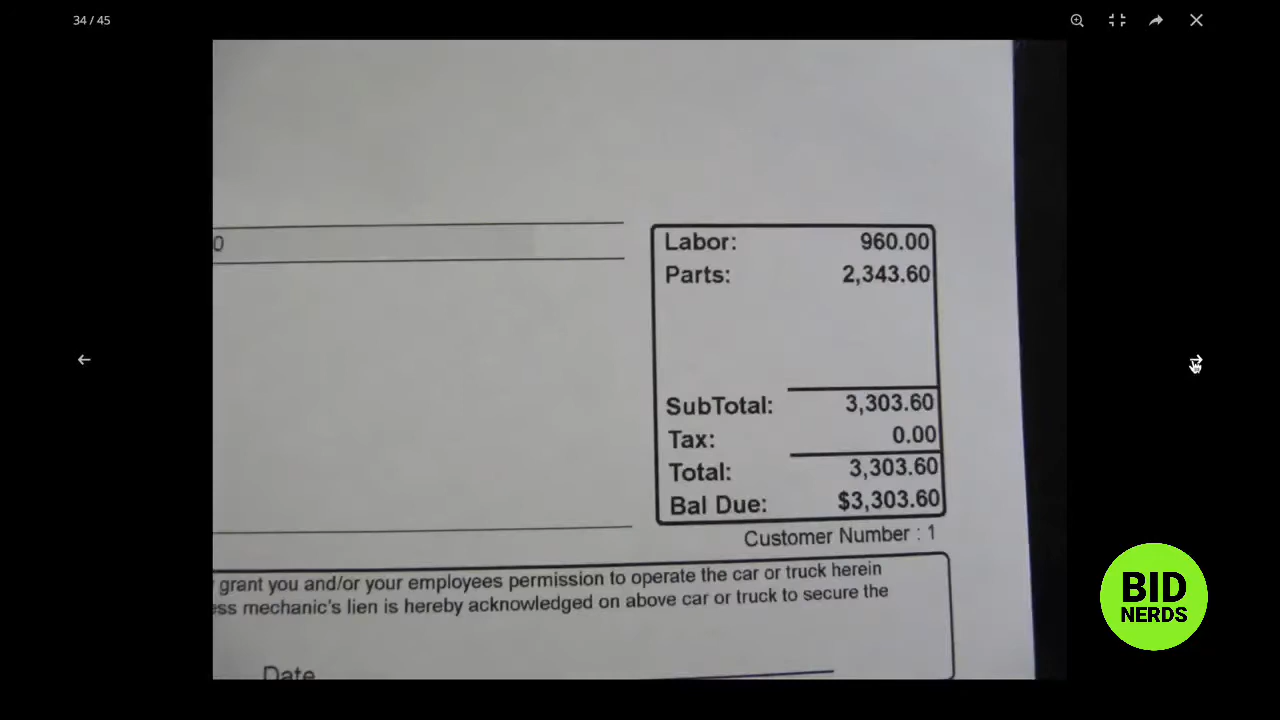 34 / 45
0
Labor: 960.00
Parts: 2,343.60
SubTotal: 3,303.60
Tax: 0.00
Total: 3,303.60
Bal Due: $3,303.60
Customer Number : 1
grant you and/or your employees permission to operate the car or truck herein
mechanic's lien is hereby acknowledged on above car or truck to secure the
Date
BID
NERDS